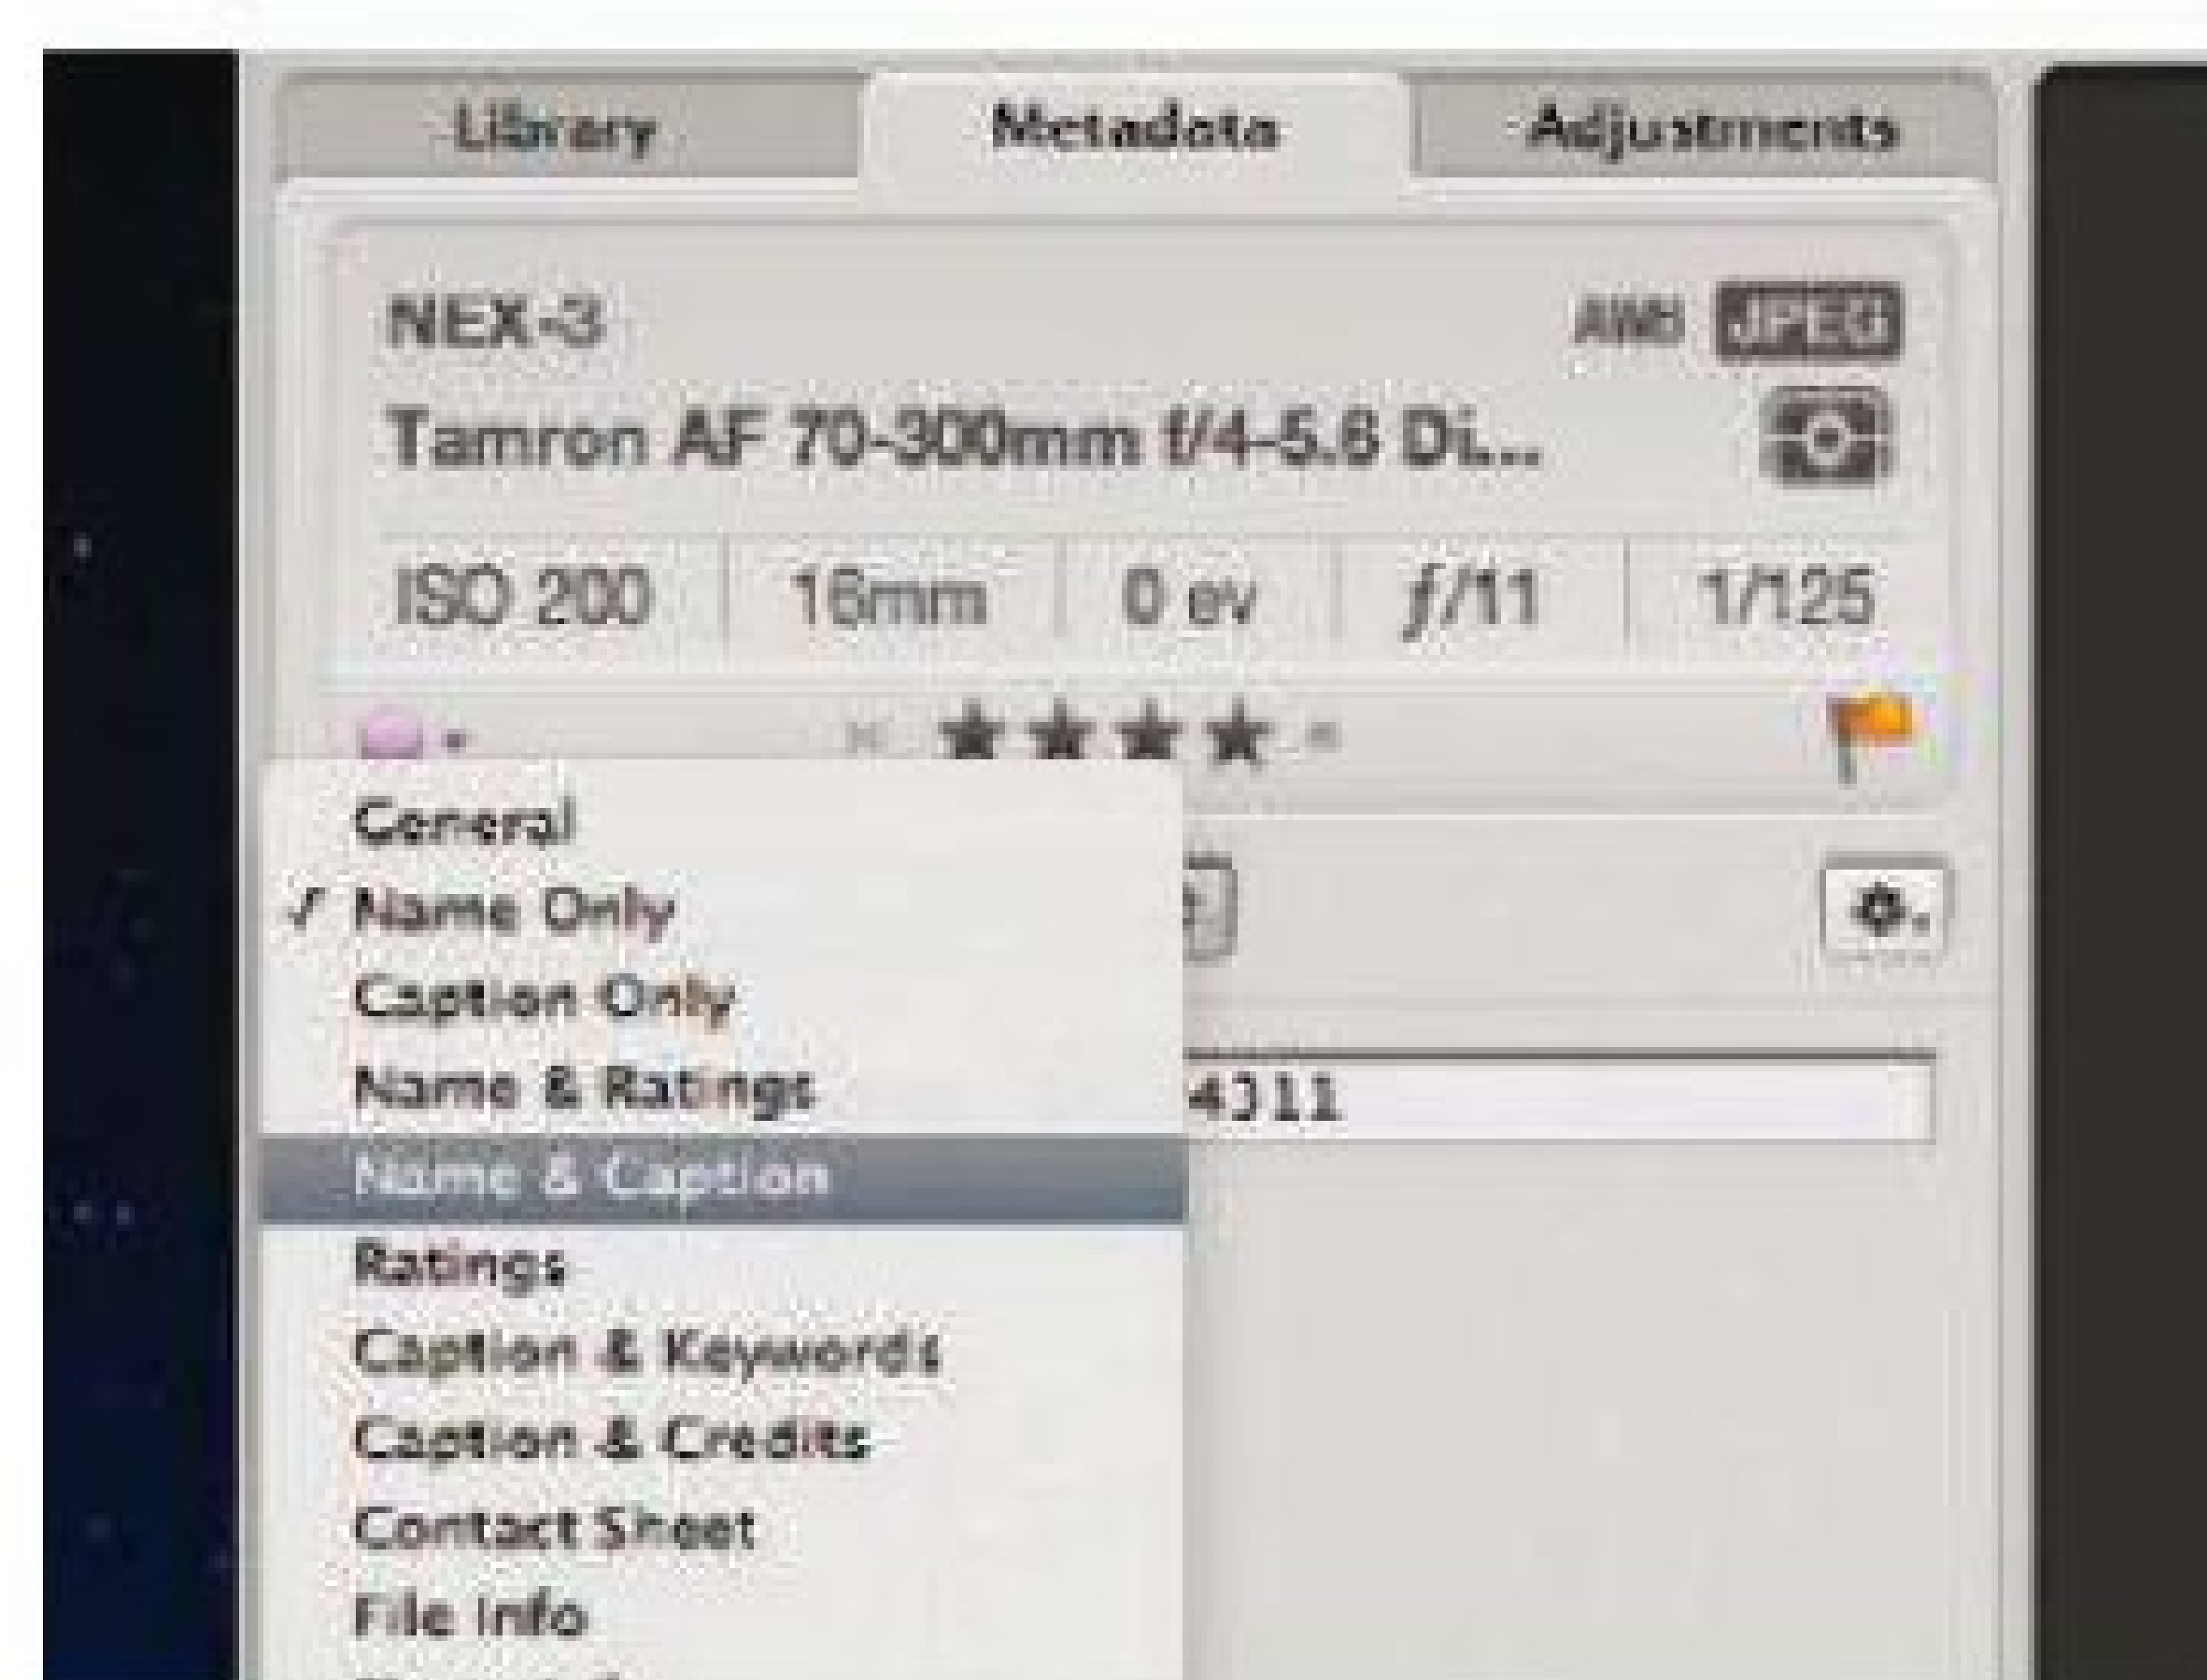 Library Metadata Adjustments
NEX-3 AWB JPEG
Tamron AF 70-300mm f/4-5.6 Di...
ISO 200 16mm 0 ev ƒ/11 1/125
General
✓ Name Only
Caption Only
Name & Ratings
4311
Name & Caption
Ratings
Caption & Keywords
Caption & Credits
Contact Sheet
File Info